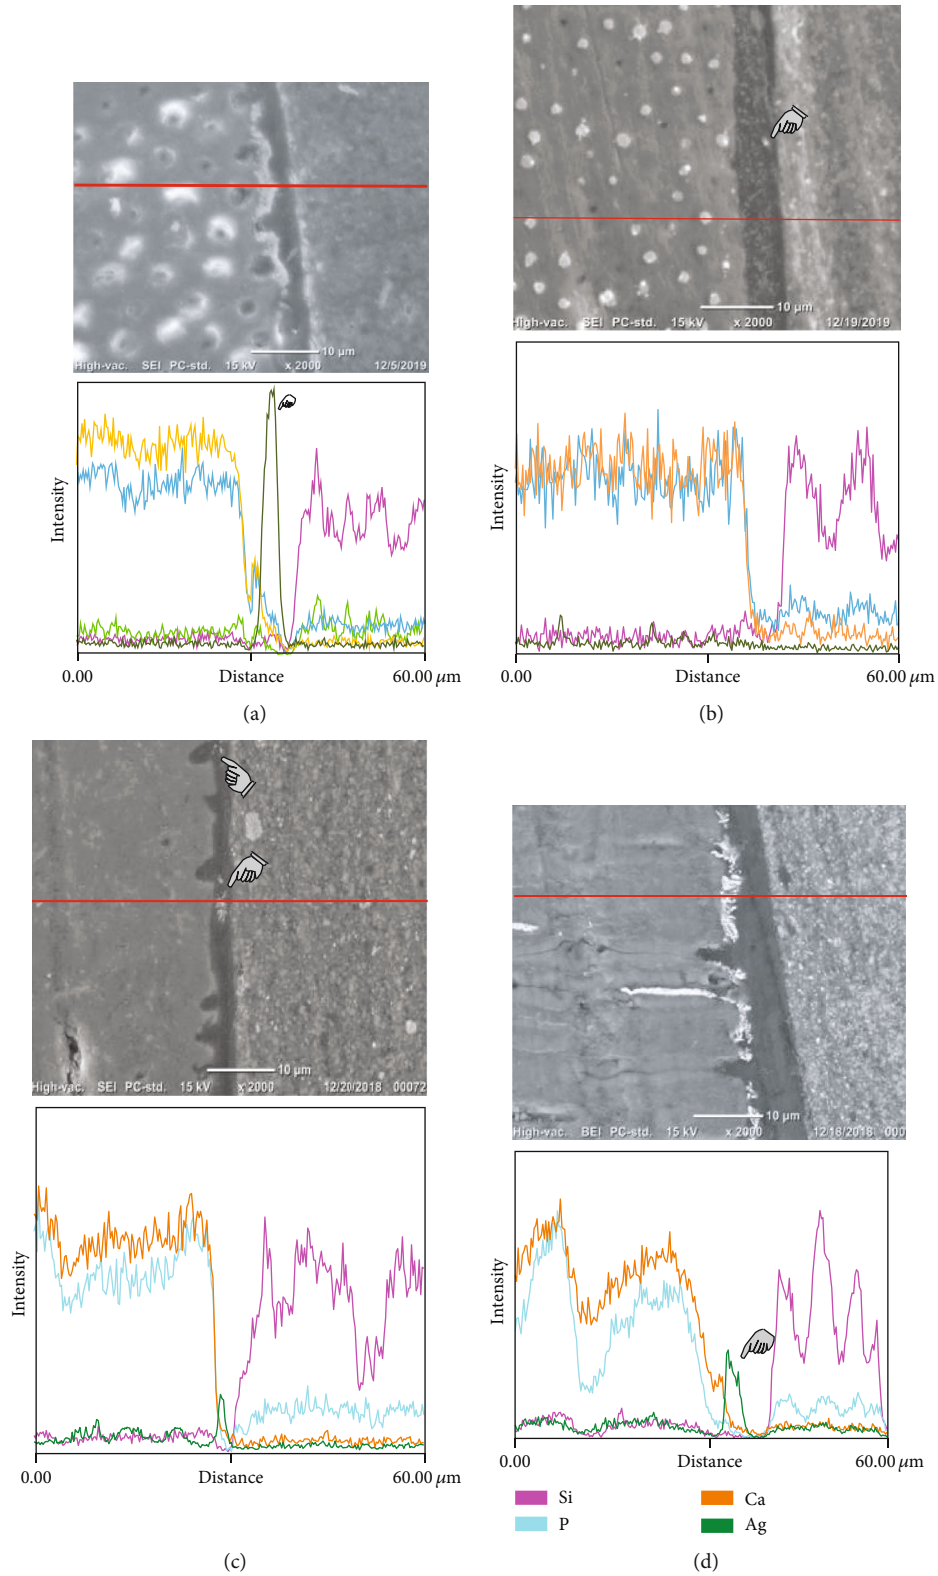 High-vac. SEI PC-std. 15 kV x 2000 12/5/2019
10 µm
Intensity
0.00 Distance 60.00 µm
(a)
High-vac. SEI PC-std. 15 kV x 2000 12/19/2019
10 µm
Intensity
0.00 Distance 60.00 µm
(b)
High-vac. SEI PC-std. 15 kV x 2000 12/20/2018 00072
10 µm
Intensity
0.00 Distance 60.00 µm
(c)
High-vac. BEI PC-std. 15 kV x 2000 12/18/2018 000
10 µm
Intensity
0.00 Distance 60.00 µm
Si
P
Ca
Ag
(d)